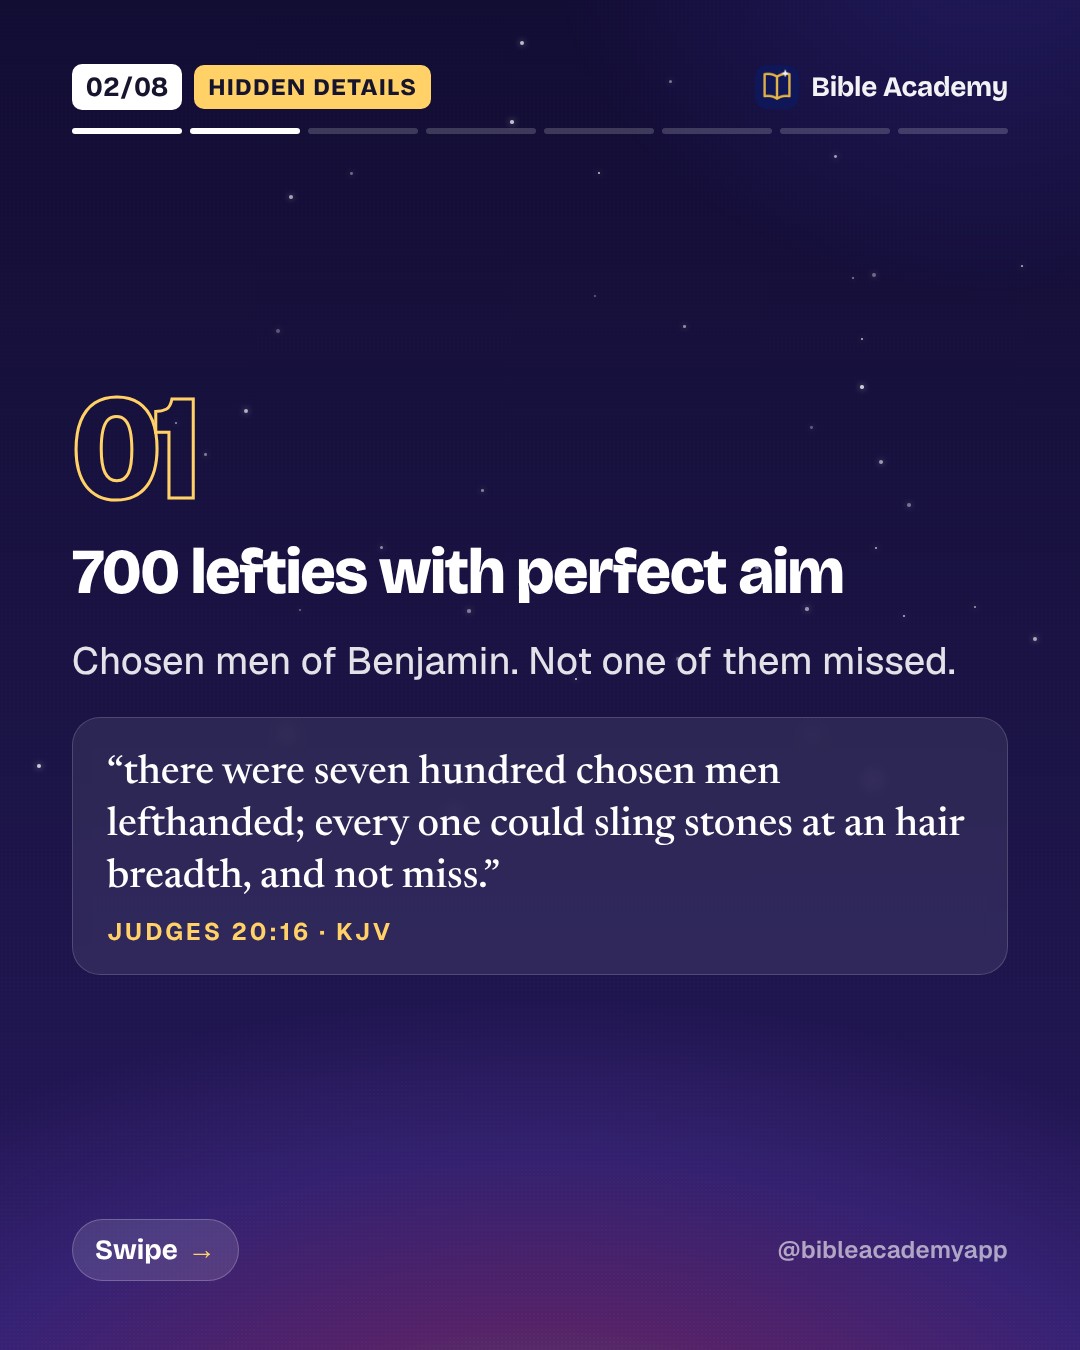 02/08 HIDDEN DETAILS
Bible Academy
01
700 lefties with perfect aim
Chosen men of Benjamin. Not one of them missed.
“there were seven hundred chosen men
lefthanded; every one could sling stones at an hair
breadth, and not miss.”
JUDGES 20:16 · KJV
Swipe →
@bibleacademyapp